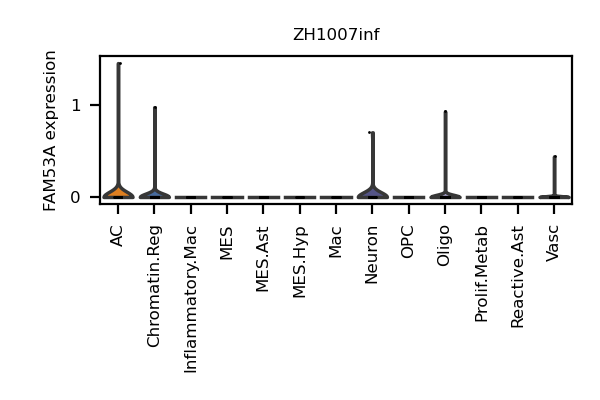 ZH1007inf
FAM53A expression
1
0
AC
Chromatin.Reg
Inflammatory.Mac
MES
MES.Ast
MES.Hyp
Mac
Neuron
OPC
Oligo
Prolif.Metab
Reactive.Ast
Vasc